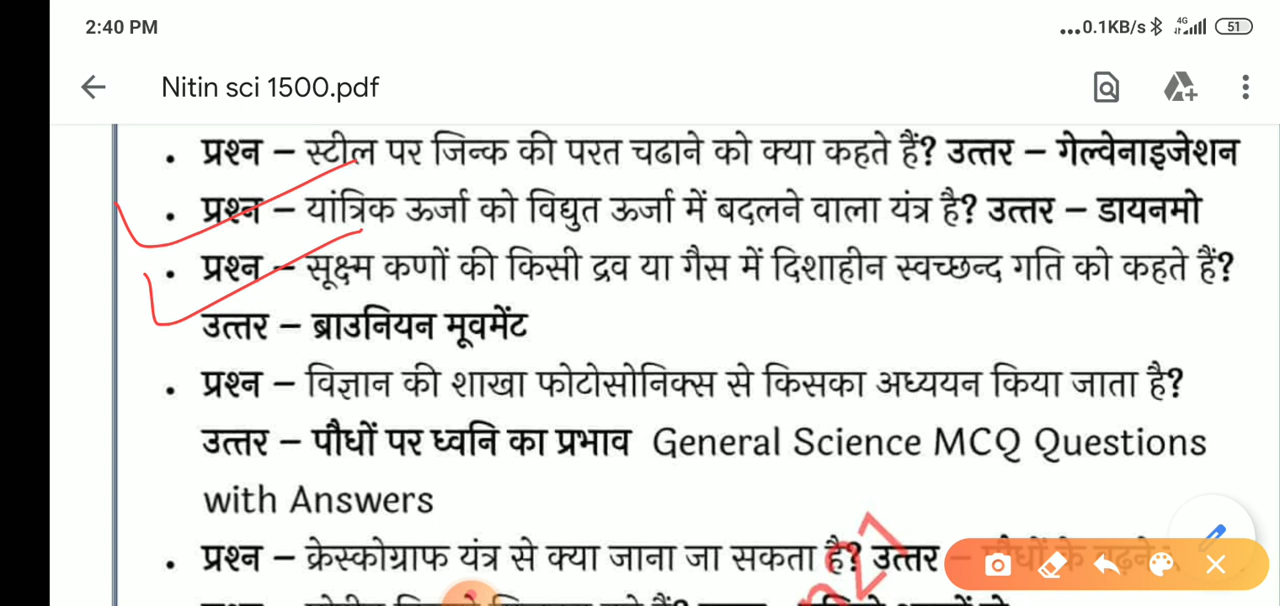 2:40 PM ...0.1KB/s 4G 51
Nitin sci 1500.pdf
• प्रश्न – स्टील पर जिन्क की परत चढाने को क्या कहते हैं? उत्तर – गेल्वेनाइजेशन
• प्रश्न – यांत्रिक ऊर्जा को विद्युत ऊर्जा में बदलने वाला यंत्र है? उत्तर – डायनमो
• प्रश्न – सूक्ष्म कणों की किसी द्रव या गैस में दिशाहीन स्वच्छन्द गति को कहते हैं?
उत्तर – ब्राउनियन मूवमेंट
• प्रश्न – विज्ञान की शाखा फोटोसोनिक्स से किसका अध्ययन किया जाता है?
उत्तर – पौधों पर ध्वनि का प्रभाव General Science MCQ Questions
with Answers
• प्रश्न – क्रेस्कोग्राफ यंत्र से क्या जाना जा सकता है? उत्तर – पौधों के